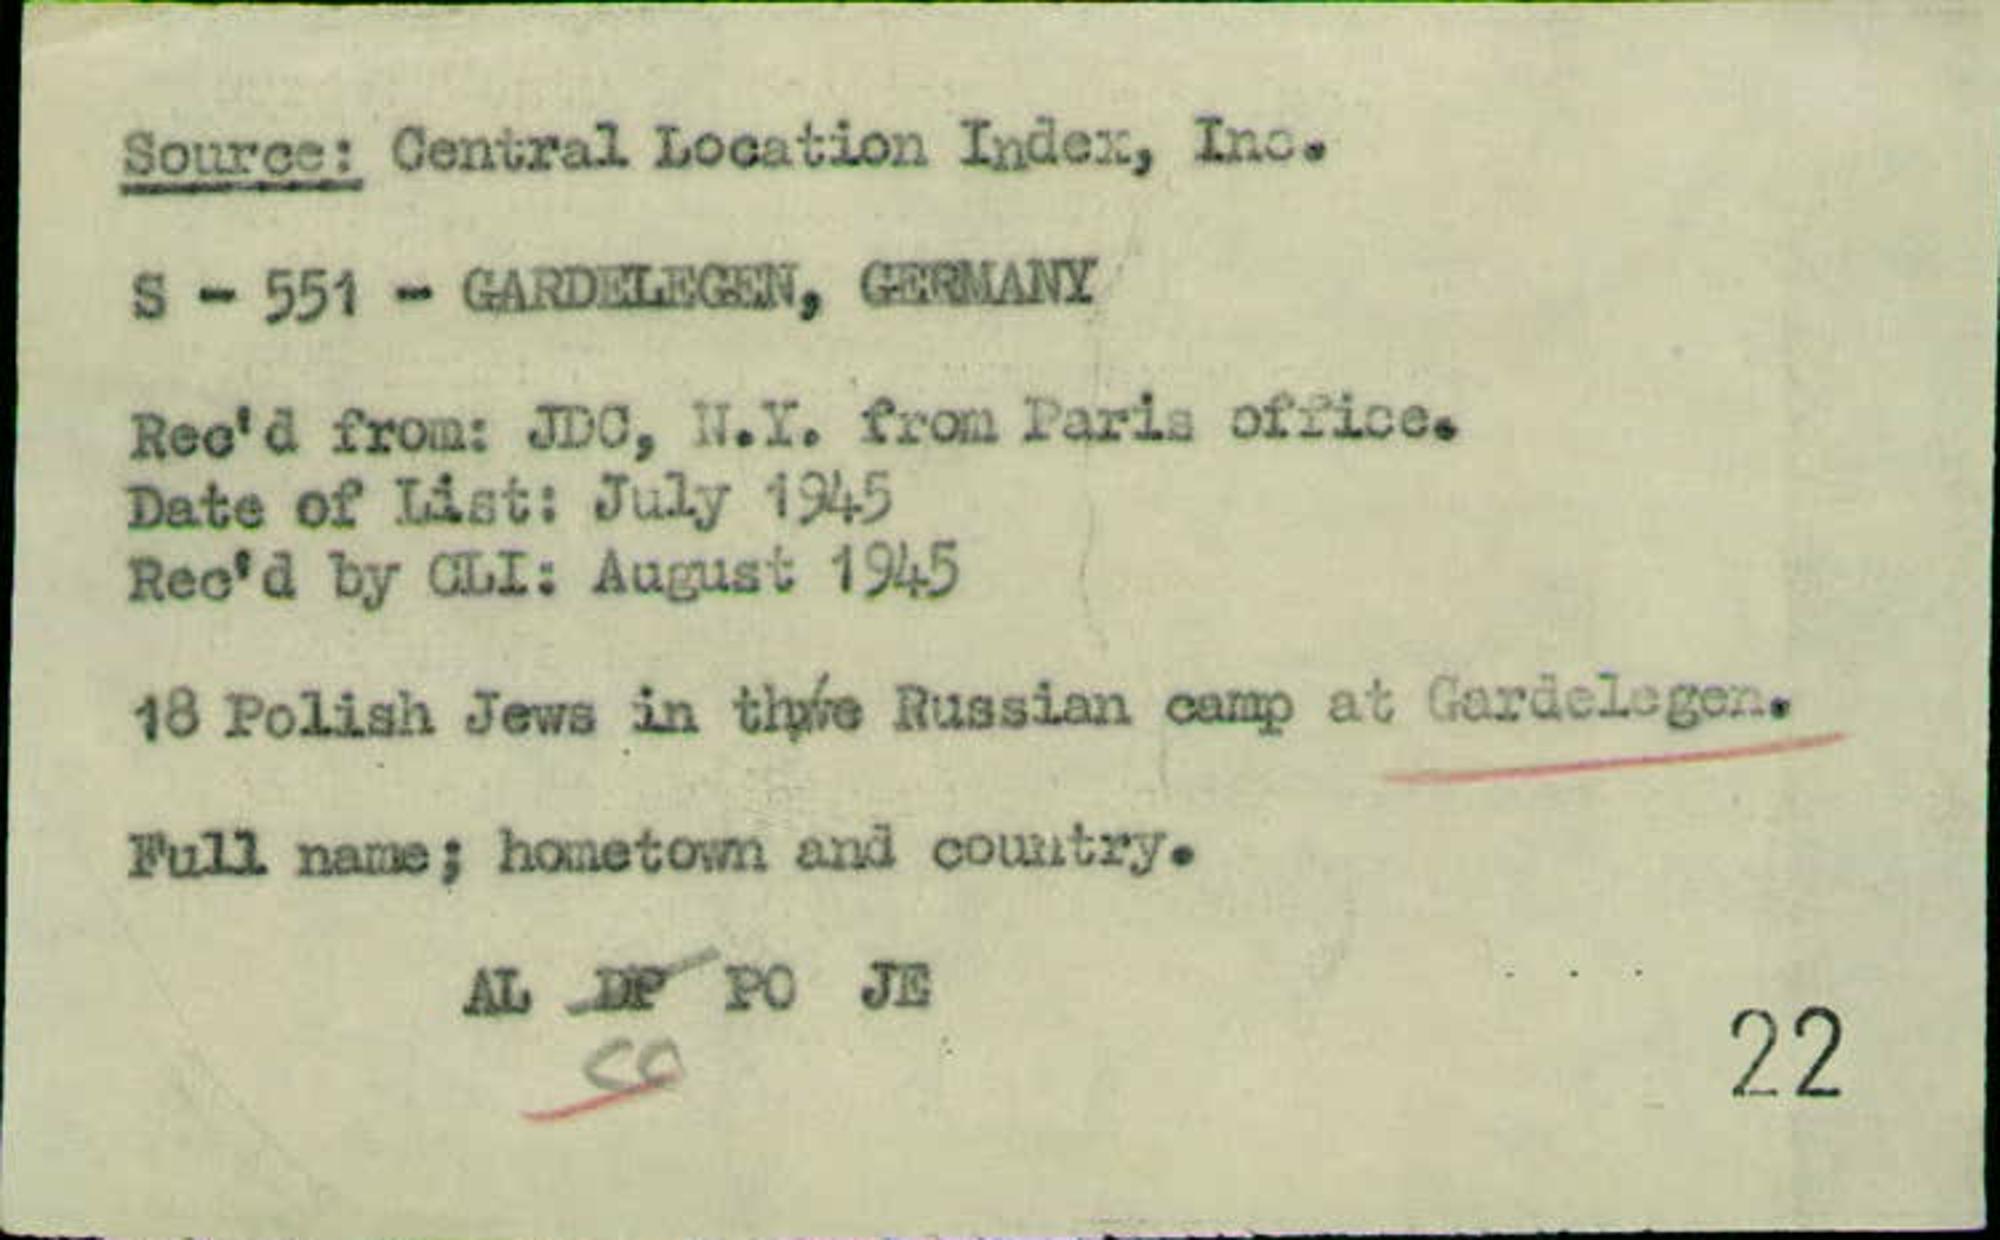 Source: Central Location Index, Inc.
S - 551 - GARDELEGEN, GERMANY
Rec'd from: JDC, N.Y. from Paris office.
Date of List: July 1945
Rec'd by CLI: August 1945
18 Polish Jews in the Russian camp at Gardelegen.
Full name; hometown and country.
AL DP PO JE
CC
22